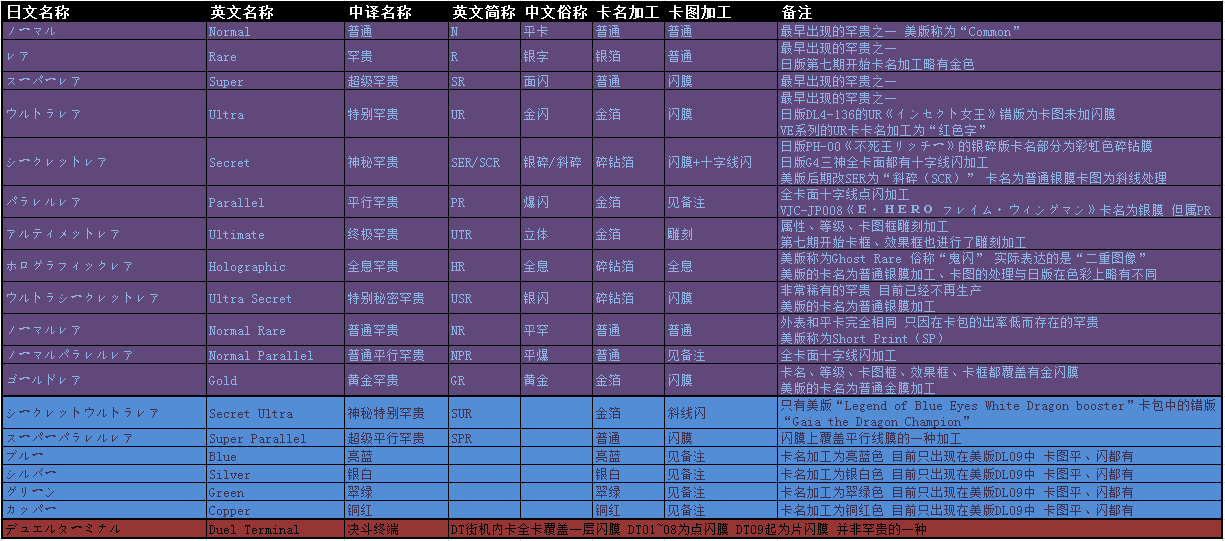 日文名称 英文名称 中译名称 英文简称 中文俗称 卡名加工 卡图加工 备注
ノーマル Normal 普通 N 平卡 普通 普通 最早出现的罕贵之一 美版称为“Common”
レア Rare 罕贵 R 银字 银箔 普通 最早出现的罕贵之一
日版第七期开始卡名加工略有金色
スーパーレア Super 超级罕贵 SR 面闪 普通 闪膜 最早出现的罕贵之一
ウルトラレア Ultra 特别罕贵 UR 金闪 金箔 闪膜 最早出现的罕贵之一
日版DL4-136的UR《インセクト女王》错版为卡图未加闪膜
VE系列的UR卡卡名加工为“红色字”
シークレットレア Secret 神秘罕贵 SER/SCR 银碎/斜碎 碎钻箔 闪膜+十字线闪 日版PH-00《不死王リッチー》的银碎版卡名部分为彩虹色碎钻膜
日版G4三神全卡面都有十字线闪加工
美版后期改SER为“斜碎（SCR）” 卡名为普通银膜卡图为斜线处理
パラレルレア Parallel 平行罕贵 PR 爆闪 金箔 见备注 全卡面十字线点闪加工
VJC-JP008《E・HERO フレイム・ウィングマン》卡名为银膜 但属PR
アルティメットレア Ultimate 终极罕贵 UTR 立体 金箔 雕刻 属性、等级、卡图框雕刻加工
第七期开始卡框、效果框也进行了雕刻加工
ホログラフィックレア Holographic 全息罕贵 HR 全息 碎钻箔 全息 美版称为Ghost Rare 俗称“鬼闪” 实际表达的是“二重图像”
美版的卡名为普通银膜加工、卡图的处理与日版在色彩上略有不同
ウルトラシークレットレア Ultra Secret 特别秘密罕贵 USR 银闪 碎钻箔 闪膜 非常稀有的罕贵 目前已经不再生产
美版的卡名为普通银膜加工
ノーマルレア Normal Rare 普通罕贵 NR 平罕 普通 普通 外表和平卡完全相同 只因在卡包的出率低而存在的罕贵
美版称为Short Print（SP）
ノーマルパラレルレア Normal Parallel 普通平行罕贵 NPR 平爆 普通 见备注 全卡面十字线闪加工
ゴールドレア Gold 黄金罕贵 GR 黄金 金箔 闪膜 卡名、等级、卡图框、效果框、卡框都覆盖有金闪膜
美版的卡名为普通金膜加工
シークレットウルトラレア Secret Ultra 神秘特别罕贵 SUR 金箔 斜线闪 只有美版“Legend of Blue Eyes White Dragon booster”卡包中的错版
“Gaia the Dragon Champion”
スーパーパラレルレア Super Parallel 超级平行罕贵 SPR 普通 闪膜 闪膜上覆盖平行线膜的一种加工
ブルー Blue 亮蓝 亮蓝 见备注 卡名加工为亮蓝色 目前只出现在美版DL09中 卡图平、闪都有
シルバー Silver 银白 银白 见备注 卡名加工为银白色 目前只出现在美版DL09中 卡图平、闪都有
グリーン Green 翠绿 翠绿 见备注 卡名加工为翠绿色 目前只出现在美版DL09中 卡图平、闪都有
カッパー Copper 铜红 铜红 见备注 卡名加工为铜红色 目前只出现在美版DL09中 卡图平、闪都有
デュエルターミナル Duel Terminal 决斗终端 DT街机内卡全卡覆盖一层闪膜 DT01~08为点闪膜 DT09起为片闪膜 并非罕贵的一种